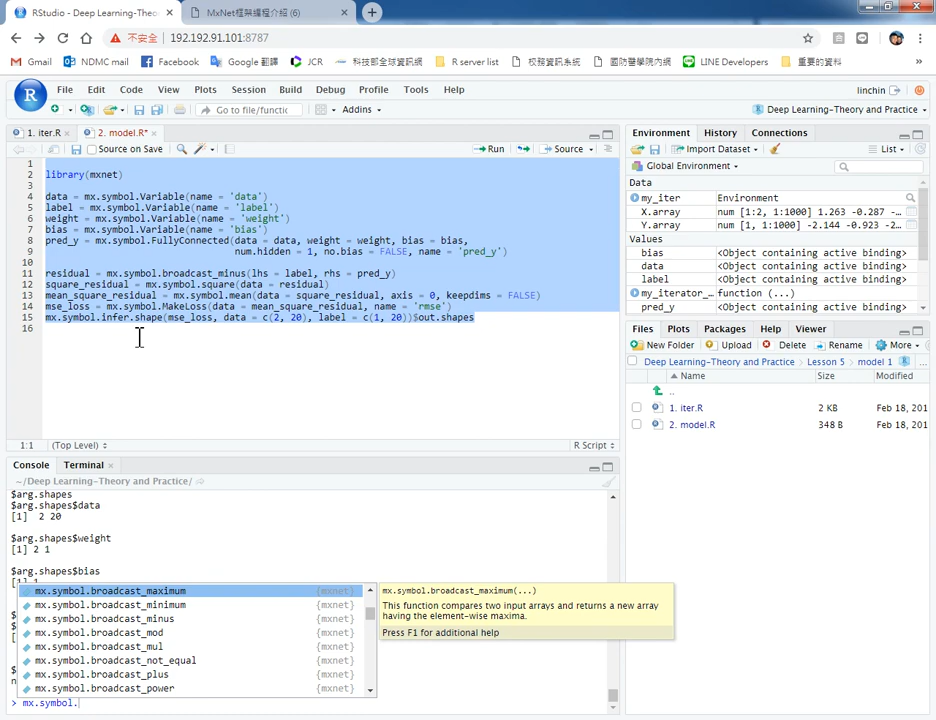 RStudio - Deep Learning-Theo
MxNet框架編程介紹 (6)
不安全
192.192.91.101:8787
Gmail
NDMC mail
Facebook
Google 翻譯
JCR
科技部全球資訊網
R server list
校務資訊系統
國防醫學院內網
LINE Developers
重要的資料
»
R
File Edit Code View Plots Session Build Debug Profile Tools Help
linchin
Go to file/functic
Addins
Deep Learning-Theory and Practice
1. iter.R
2. model.R*
Source on Save
Run
Source
1
2 library(mxnet)
3
4 data = mx.symbol.Variable(name = 'data')
5 label = mx.symbol.Variable(name = 'label')
6 weight = mx.symbol.Variable(name = 'weight')
7 bias = mx.symbol.Variable(name = 'bias')
8 pred_y = mx.symbol.FullyConnected(data = data, weight = weight, bias = bias,
9 num.hidden = 1, no.bias = FALSE, name = 'pred_y')
10
11 residual = mx.symbol.broadcast_minus(lhs = label, rhs = pred_y)
12 square_residual = mx.symbol.square(data = residual)
13 mean_square_residual = mx.symbol.mean(data = square_residual, axis = 0, keepdims = FALSE)
14 mse_loss = mx.symbol.MakeLoss(data = mean_square_residual, name = 'rmse')
15 mx.symbol.infer.shape(mse_loss, data = c(2, 20), label = c(1, 20))$out.shapes
16
1:1 (Top Level) R Script
Console Terminal
~/Deep Learning-Theory and Practice/
$arg.shapes
$arg.shapes$data
[1] 2 20
$arg.shapes$weight
[1] 2 1
$arg.shapes$bias
[1] 1
mx.symbol.broadcast_maximum {mxnet}
mx.symbol.broadcast_minimum {mxnet}
mx.symbol.broadcast_minus {mxnet}
mx.symbol.broadcast_mod {mxnet}
mx.symbol.broadcast_mul {mxnet}
mx.symbol.broadcast_not_equal {mxnet}
mx.symbol.broadcast_plus {mxnet}
mx.symbol.broadcast_power {mxnet}
mx.symbol.broadcast_maximum(...)
This function compares two input arrays and returns a new array
having the element-wise maxima.
Press F1 for additional help
> mx.symbol.
Environment History Connections
Import Dataset
List
Global Environment
Data
my_iter Environment
X.array num [1:2, 1:1000] 1.263 -0.287 -…
Y.array num [1, 1:1000] -2.144 -0.923 -2…
Values
bias <Object containing active binding>
data <Object containing active binding>
label <Object containing active binding>
my_iterator_… function (...)
pred_y <Object containing active binding>
Files Plots Packages Help Viewer
New Folder Upload Delete Rename More
Deep Learning-Theory and Practice Lesson 5 model 1 …
Name Size Modified
..
1. iter.R 2 KB Feb 18, 201
2. model.R 348 B Feb 18, 201